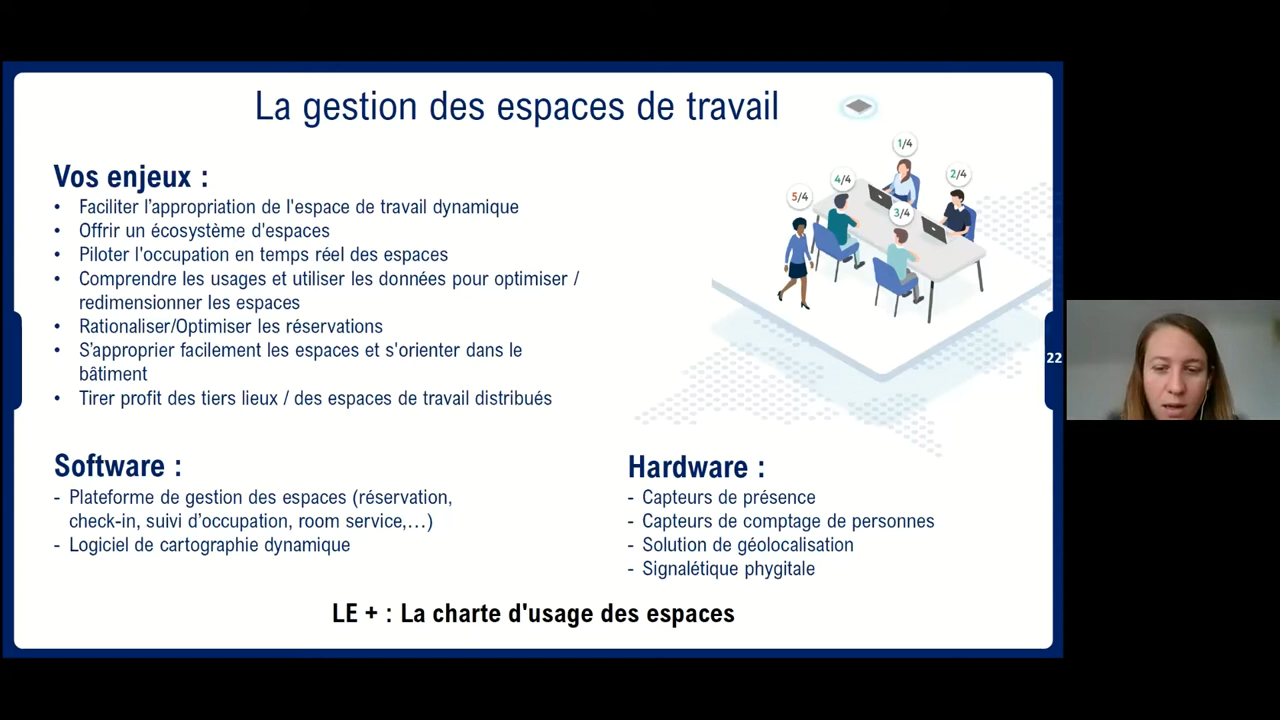 La gestion des espaces de travail
Vos enjeux :
• Faciliter l'appropriation de l'espace de travail dynamique
• Offrir un écosystème d'espaces
• Piloter l'occupation en temps réel des espaces
• Comprendre les usages et utiliser les données pour optimiser /
redimensionner les espaces
• Rationaliser/Optimiser les réservations
• S'approprier facilement les espaces et s'orienter dans le
bâtiment
• Tirer profit des tiers lieux / des espaces de travail distribués
1/4
2/4
4/4
5/4
3/4
22
Software :
- Plateforme de gestion des espaces (réservation,
check-in, suivi d'occupation, room service,…)
- Logiciel de cartographie dynamique
Hardware :
- Capteurs de présence
- Capteurs de comptage de personnes
- Solution de géolocalisation
- Signalétique phygitale
LE + : La charte d'usage des espaces